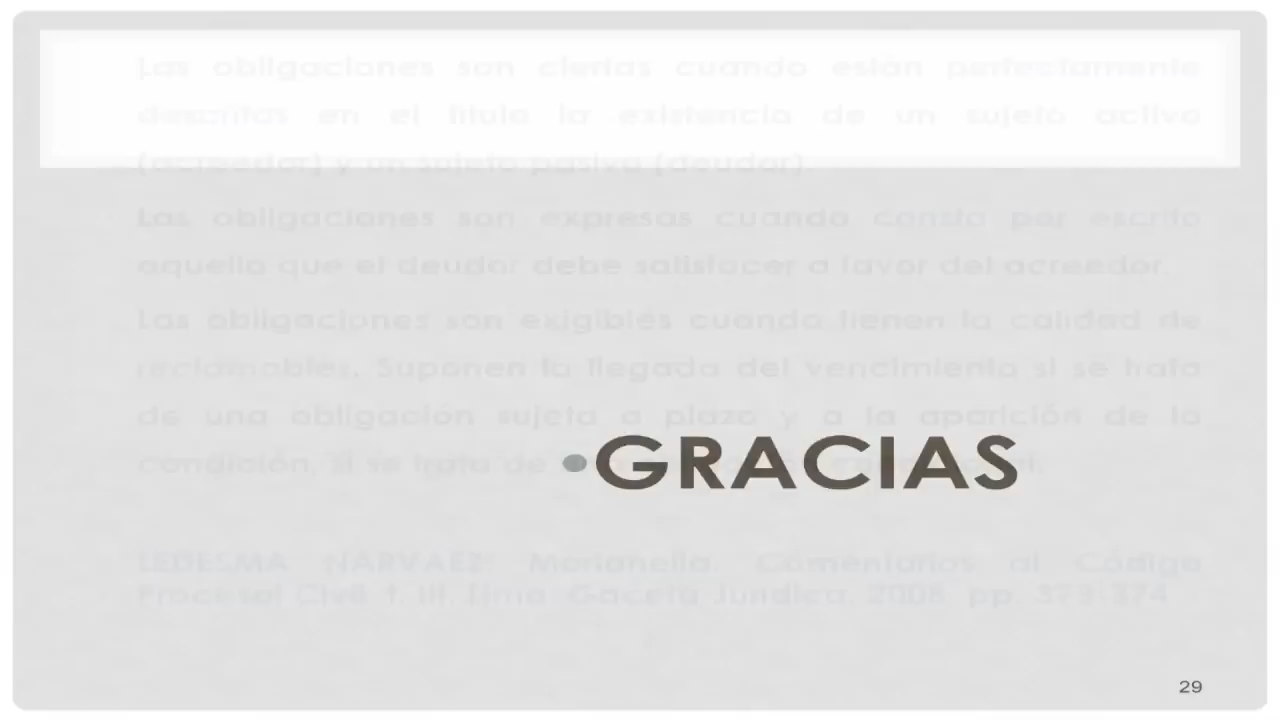 Las obligaciones son ciertas cuando están perfectamente
descritas en el título la existencia de un sujeto activo
(acreedor) y un sujeto pasivo (deudor).
Las obligaciones son expresas cuando consta por escrito
aquello que el deudor debe satisfacer a favor del acreedor.
Las obligaciones son exigibles cuando tienen la calidad de
reclamables. Suponen la llegada del vencimiento si se trata
de una obligación sujeta a plazo y a la aparición de la
condición, si se trata de
•GRACIAS
LEDESMA NARVAEZ, Marianella. Comentarios al Código
Procesal Civil. t. III. Lima: Gaceta Jurídica, 2008. pp. 373-374
29